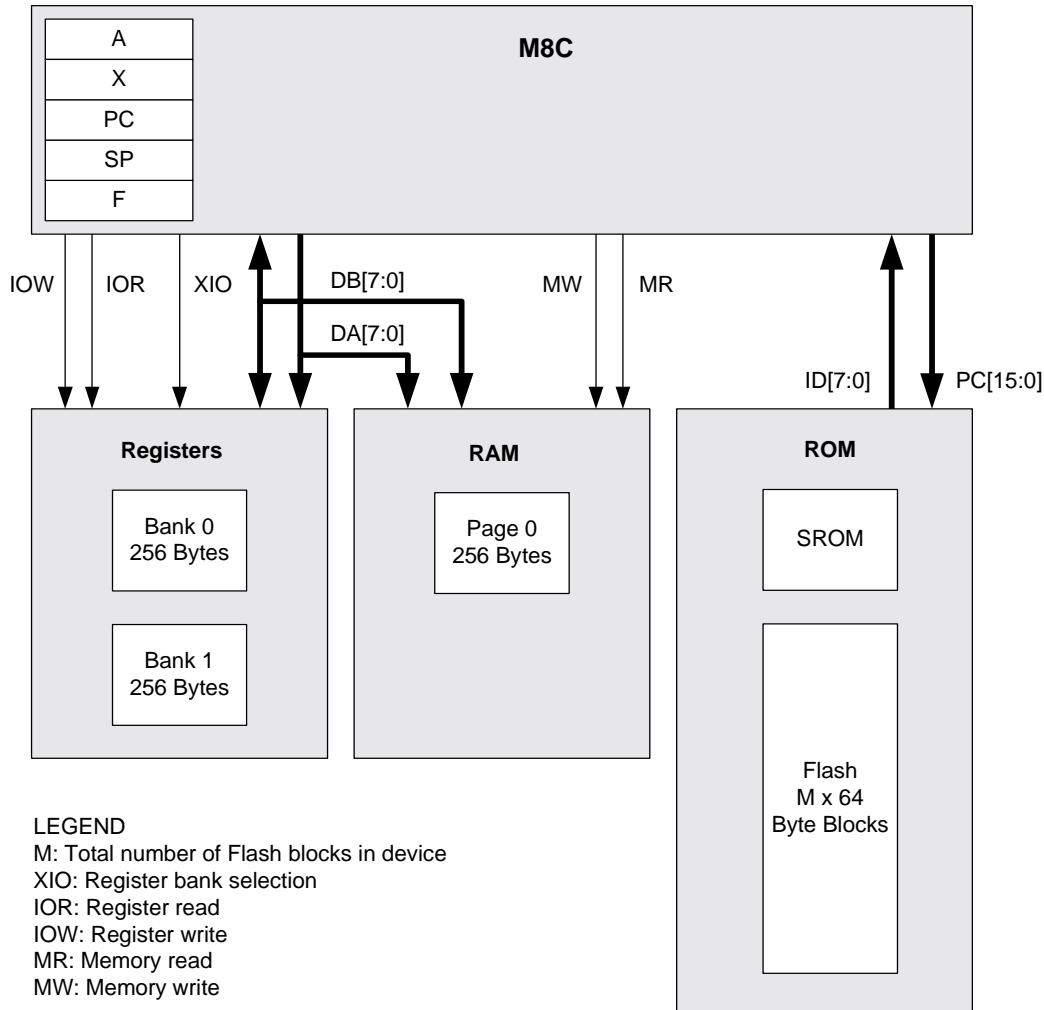 M8C
A
X
PC
SP
F
IOW
IOR
XIO
DB[7:0]
DA[7:0]
MW
MR
ID[7:0]
PC[15:0]
Registers
Bank 0
256 Bytes
Bank 1
256 Bytes
RAM
Page 0
256 Bytes
ROM
SROM
Flash
M x 64
Byte Blocks
LEGEND
M: Total number of Flash blocks in device
XIO: Register bank selection
IOR: Register read
IOW: Register write
MR: Memory read
MW: Memory write